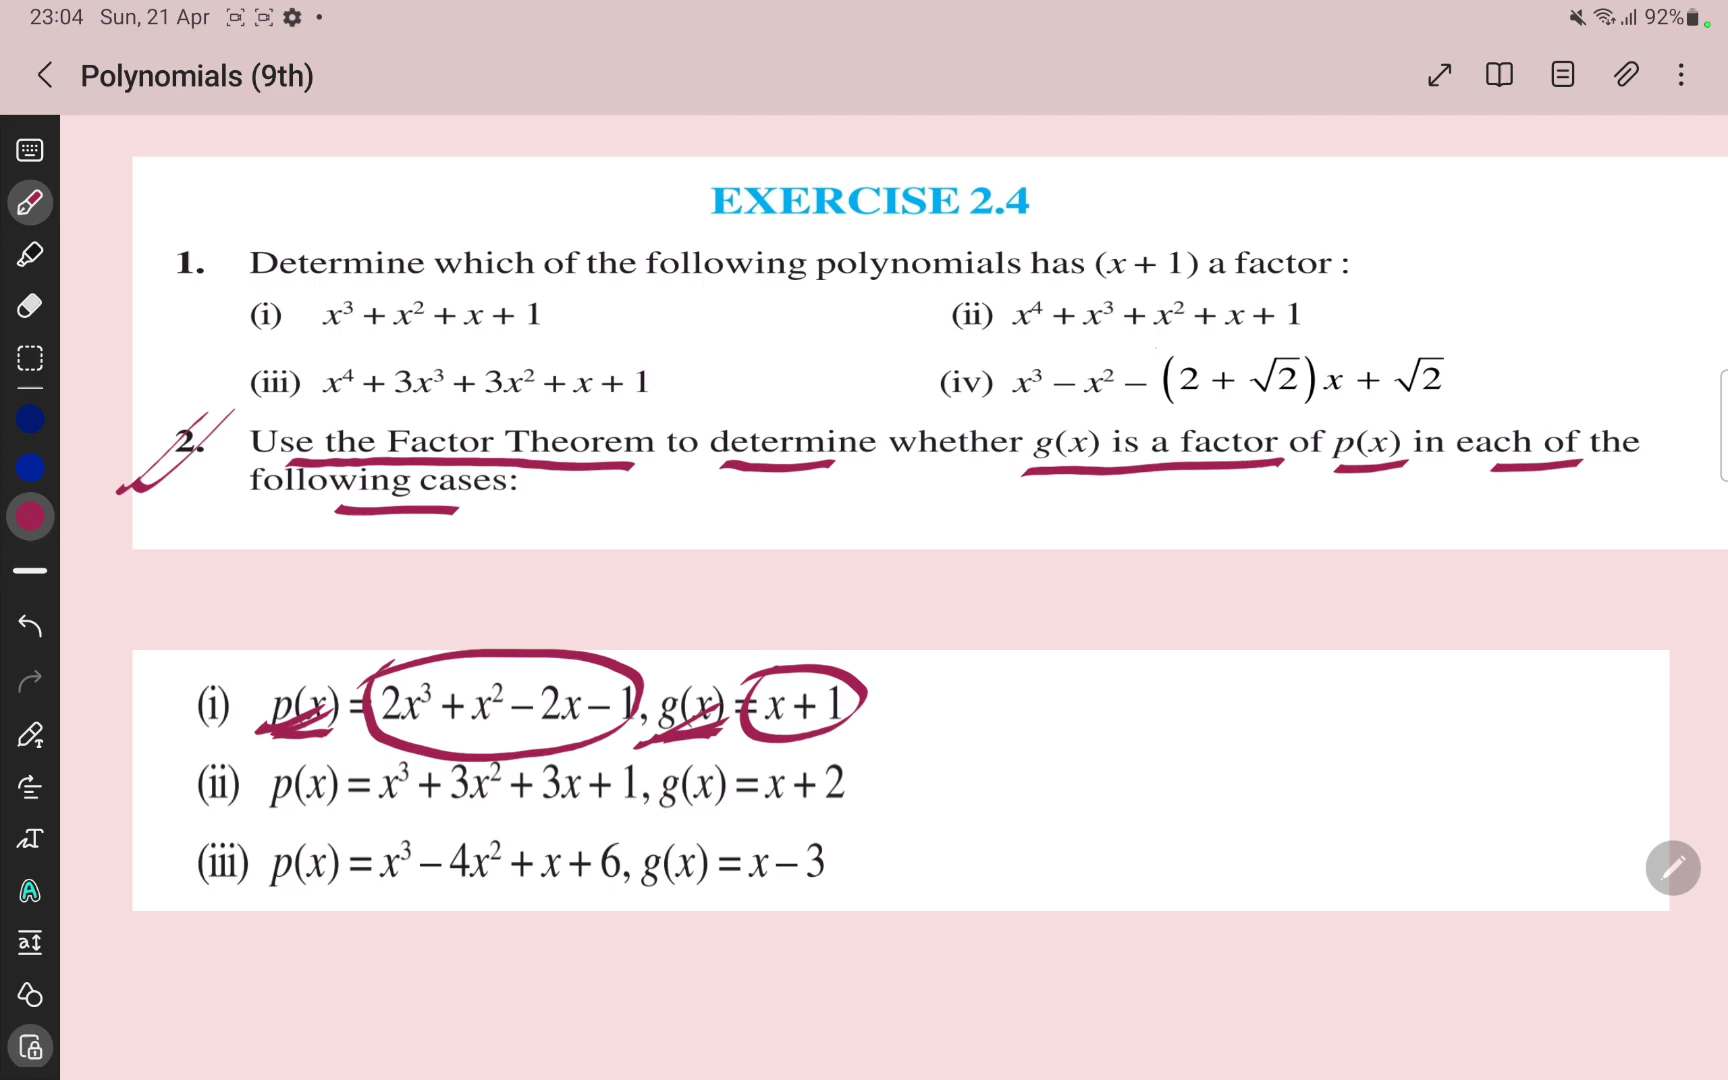 23:04 Sun, 21 Apr
92%
Polynomials (9th)
EXERCISE 2.4
1. Determine which of the following polynomials has (x + 1) a factor :
(i) x³ + x² + x + 1 (ii) x⁴ + x³ + x² + x + 1
(iii) x⁴ + 3x³ + 3x² + x + 1 (iv) x³ – x² – (2 + √2)x + √2
2. Use the Factor Theorem to determine whether g(x) is a factor of p(x) in each of the
following cases:
(i) p(x) = 2x³ + x² – 2x – 1, g(x) = x + 1
(ii) p(x) = x³ + 3x² + 3x + 1, g(x) = x + 2
(iii) p(x) = x³ – 4x² + x + 6, g(x) = x – 3